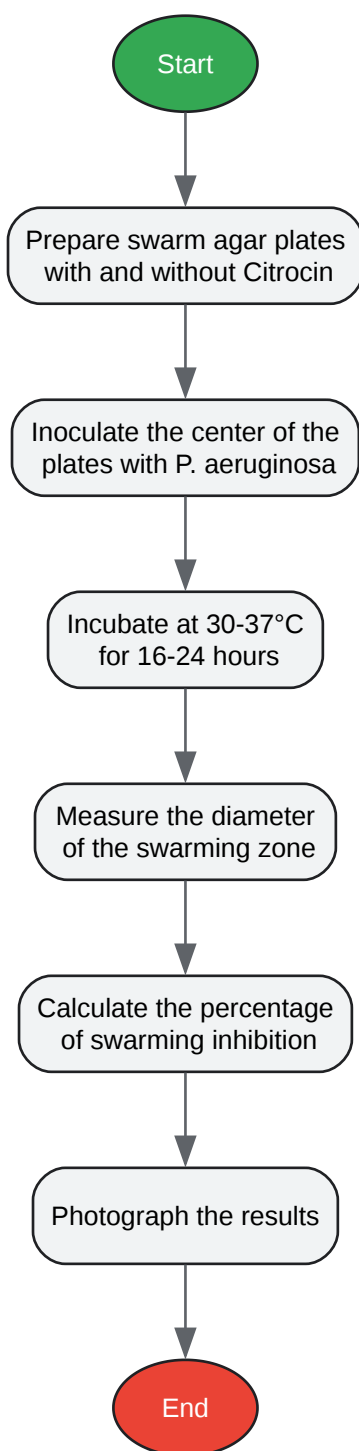 Start
Prepare swarm agar plates
with and without Citrocin
Inoculate the center of the
plates with P. aeruginosa
Incubate at 30-37°C
for 16-24 hours
Measure the diameter
of the swarming zone
Calculate the percentage
of swarming inhibition
Photograph the results
End